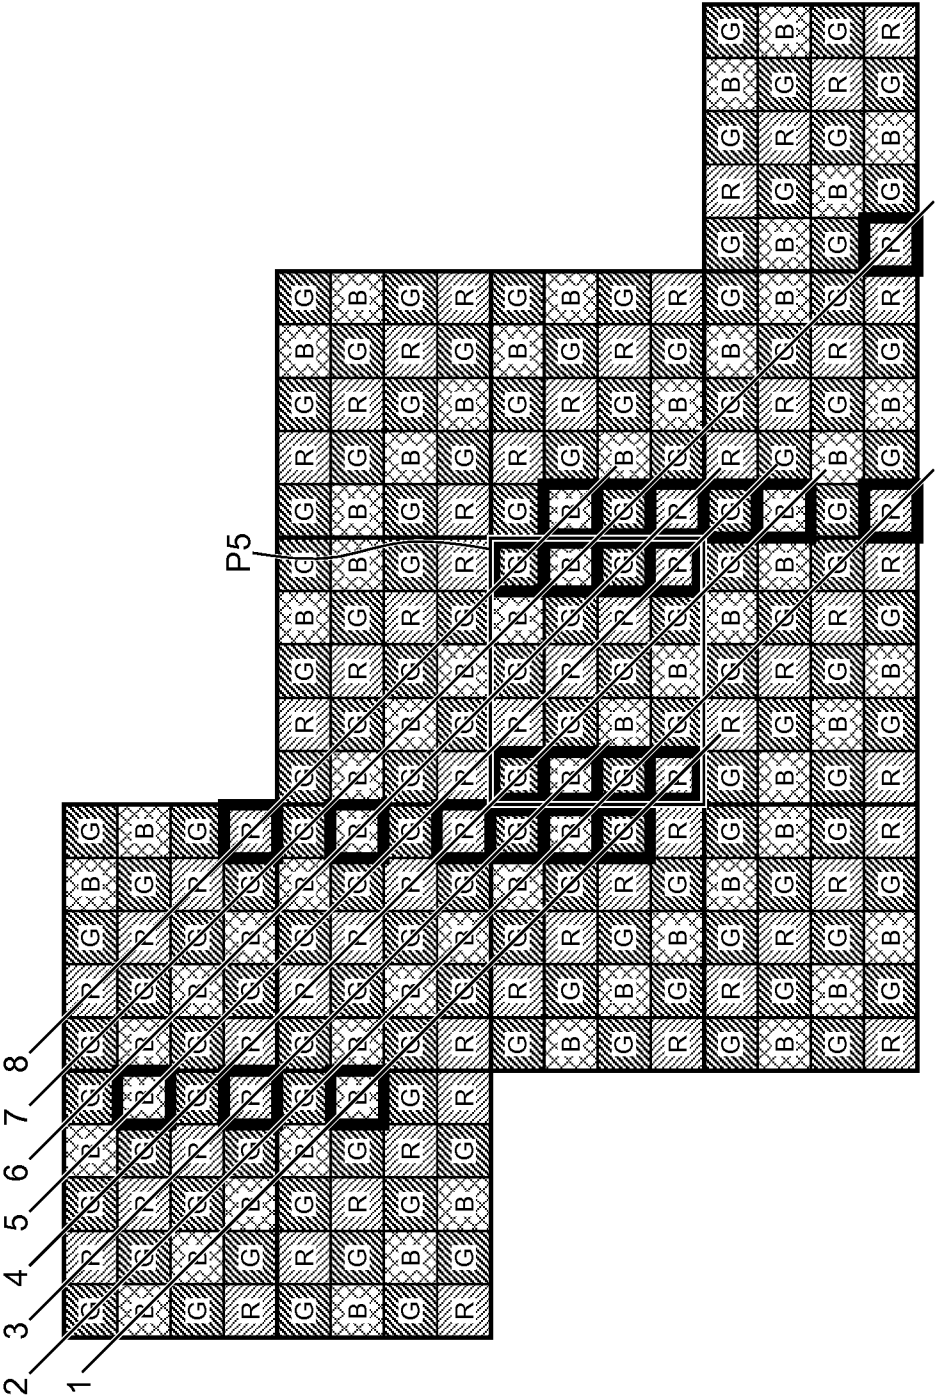 2 3 4 5 6 7 8
1
G R G B G G R G B G
B G R G B B G R G B
G B G R G G B G R G
R G B G R R G B G R
P5
G R G B G G R G B G G R G B G G R G B G
B G R G B B G R G B B G R G B B G R G B
G B G R G G B G R G G B G R G G B G R G
R G B G R R G B G R R G B G R R G B G R
G R G B G G R G B G G R G B G
B G R G B B G R G B B G R G B
G B G R G G B G R G G B G R G
R G B G R R G B G R R G B G R
G R G B G G R G B G G R G B G G R G B G
B G R G B B G R G B B G R G B B G R G B
G B G R G G B G R G G B G R G G B G R G
R G B G R R G B G R R G B G R R G B G R